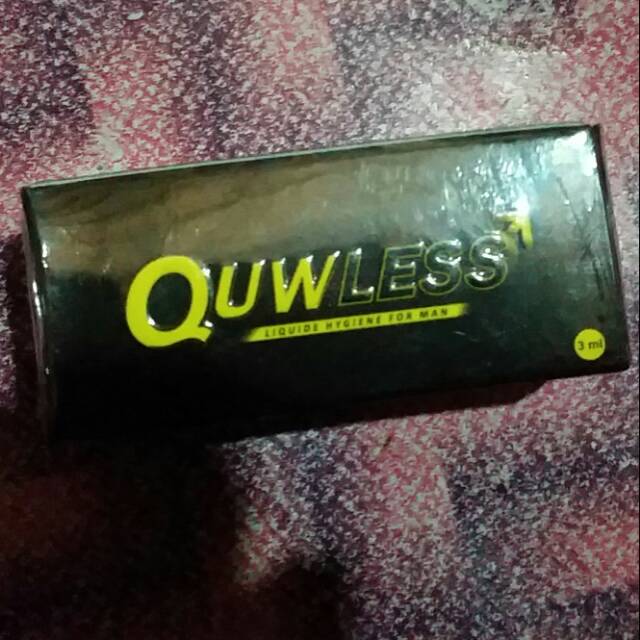 QUWLESS
LIQUIDE HYGIENE FOR MAN
3 ml